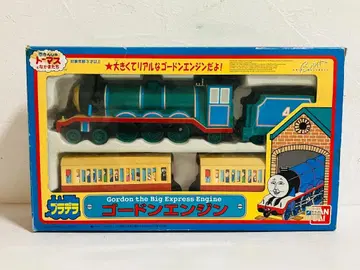 トーマス
★大きくてリアルなゴードンエンジンだよ!
4
プラデラ
Gordon the Big Express Engine
ゴードンエンジン
BAN
DAI